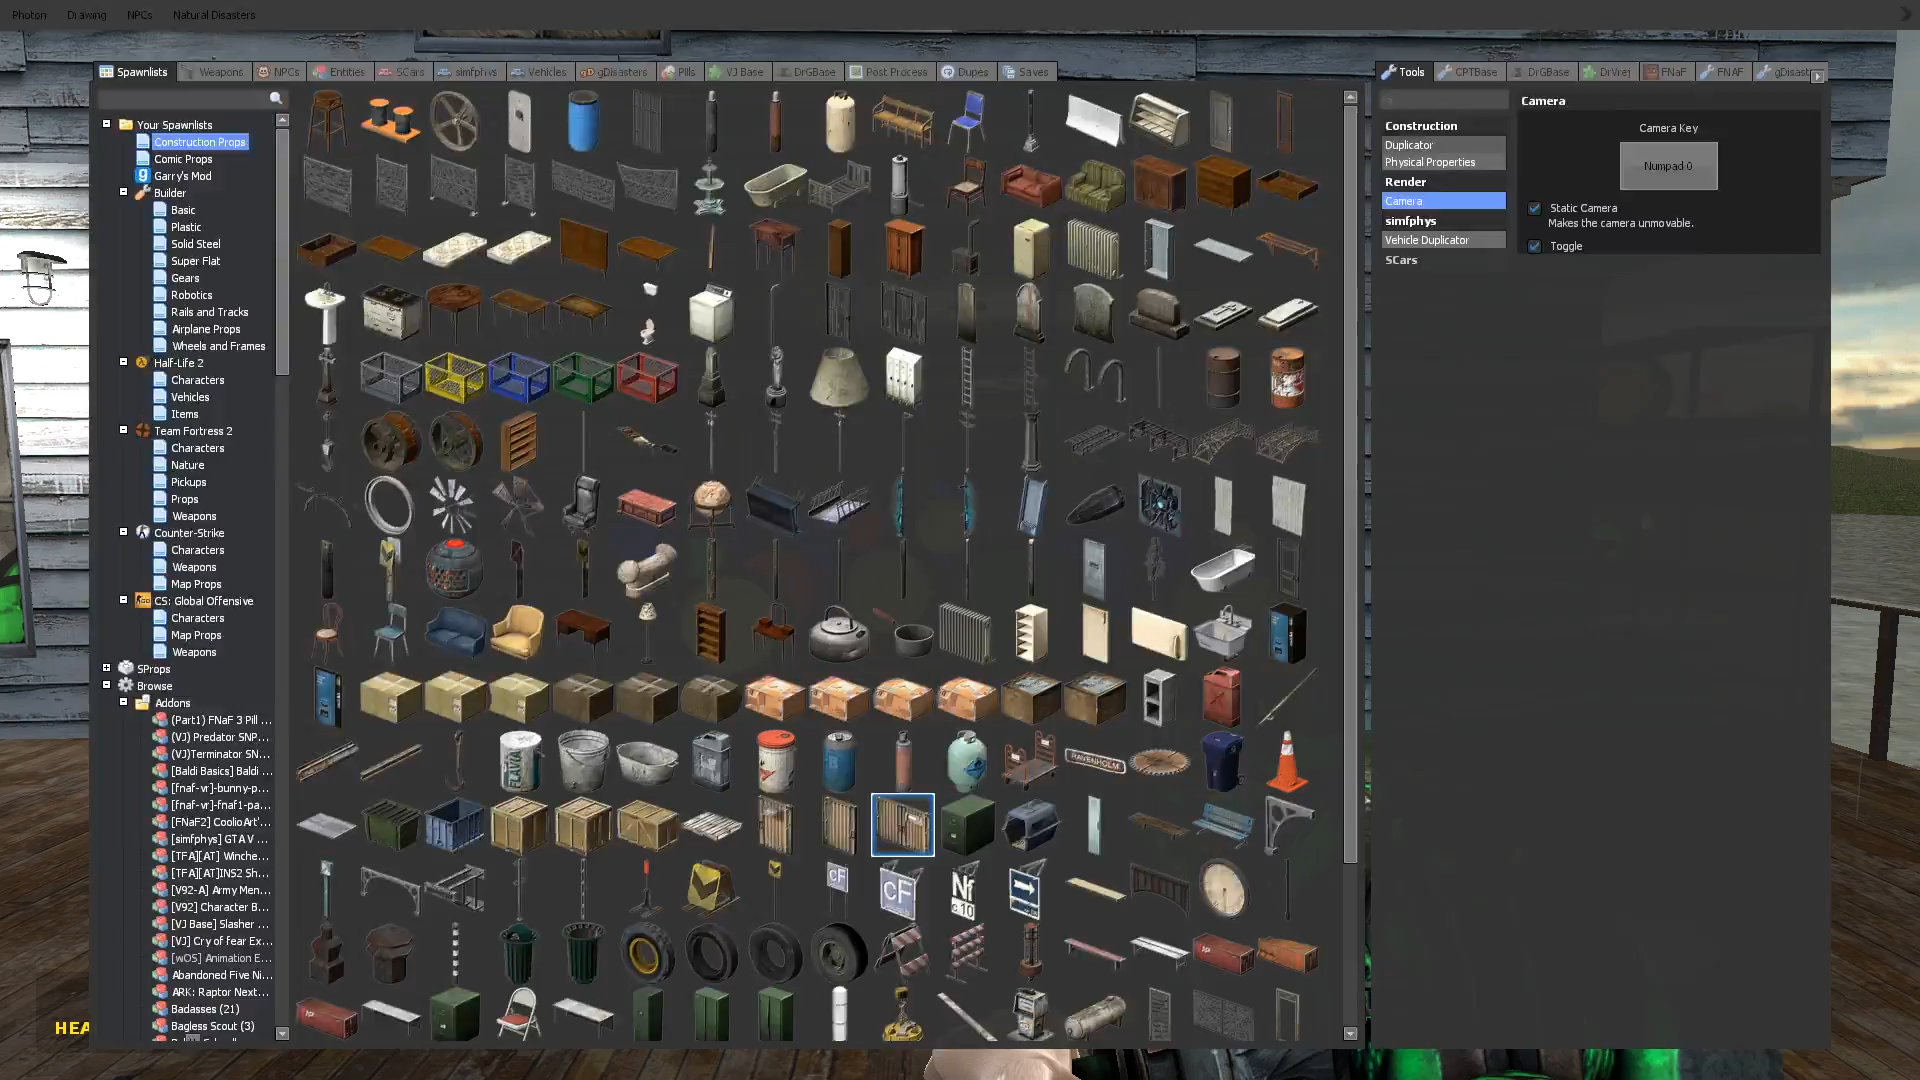 Photon Drawing NPCs Natural Disasters
Spawnlists Weapons NPCs Entities SCars simfphys Vehicles gDisasters Pills VJ Base DrGBase Post Process Dupes Saves
Your Spawnlists
Construction Props
Comic Props
Garry's Mod
Builder
Basic
Plastic
Solid Steel
Super Flat
Gears
Robotics
Rails and Tracks
Airplane Props
Wheels and Frames
Half-Life 2
Characters
Vehicles
Items
Team Fortress 2
Characters
Nature
Pickups
Props
Weapons
Counter-Strike
Characters
Weapons
Map Props
CS: Global Offensive
Characters
Map Props
Weapons
SProps
Browse
Addons
(Part1) FNaF 3 Pill ...
(VJ) Predator SNP...
(VJ)Terminator SN...
[Baldi Basics] Baldi ...
[fnaf-vr]-bunny-p...
[fnaf-vr]-fnaf1-pa...
[FNaF2] CoolioArt'...
[simfphys] GTA V ...
[TFA][AT] Winche...
[TFA][AT]INS2 Sh...
[V92-A] Army Men...
[V92] Character B...
[VJ Base] Slasher ...
[VJ] Cry of fear Ex...
[wOS] Animation E...
Abandoned Five Ni...
ARK: Raptor Next...
Badasses (21)
Bagless Scout (3)
HEA
RAVENHOLM
cF
cF
Nf
c 10
Tools CPTBase DrGBase DrVrej FNaF FNAF gDisast
Construction
Duplicator
Physical Properties
Render
Camera
simfphys
Vehicle Duplicator
SCars
Camera
Camera Key
Numpad 0
Static Camera
Makes the camera unmovable.
Toggle